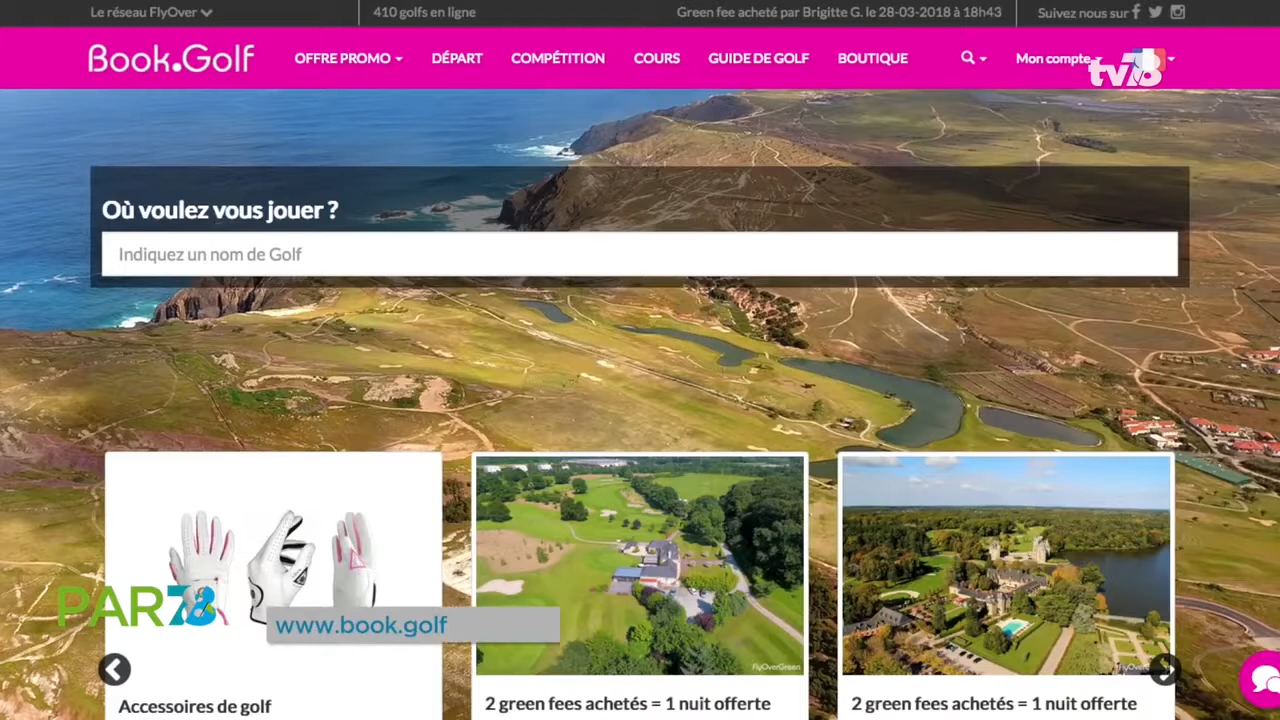 Le réseau FlyOver
410 golfs en ligne
Green fee acheté par Brigitte G. le 28-03-2018 à 18h43
Suivez nous sur
Book.Golf
OFFRE PROMO
DÉPART
COMPÉTITION
COURS
GUIDE DE GOLF
BOUTIQUE
Mon compte
tv78
Où voulez vous jouer ?
Indiquez un nom de Golf
PAR78
www.book.golf
FlyOverGreen
Accessoires de golf
2 green fees achetés = 1 nuit offerte
2 green fees achetés = 1 nuit offerte